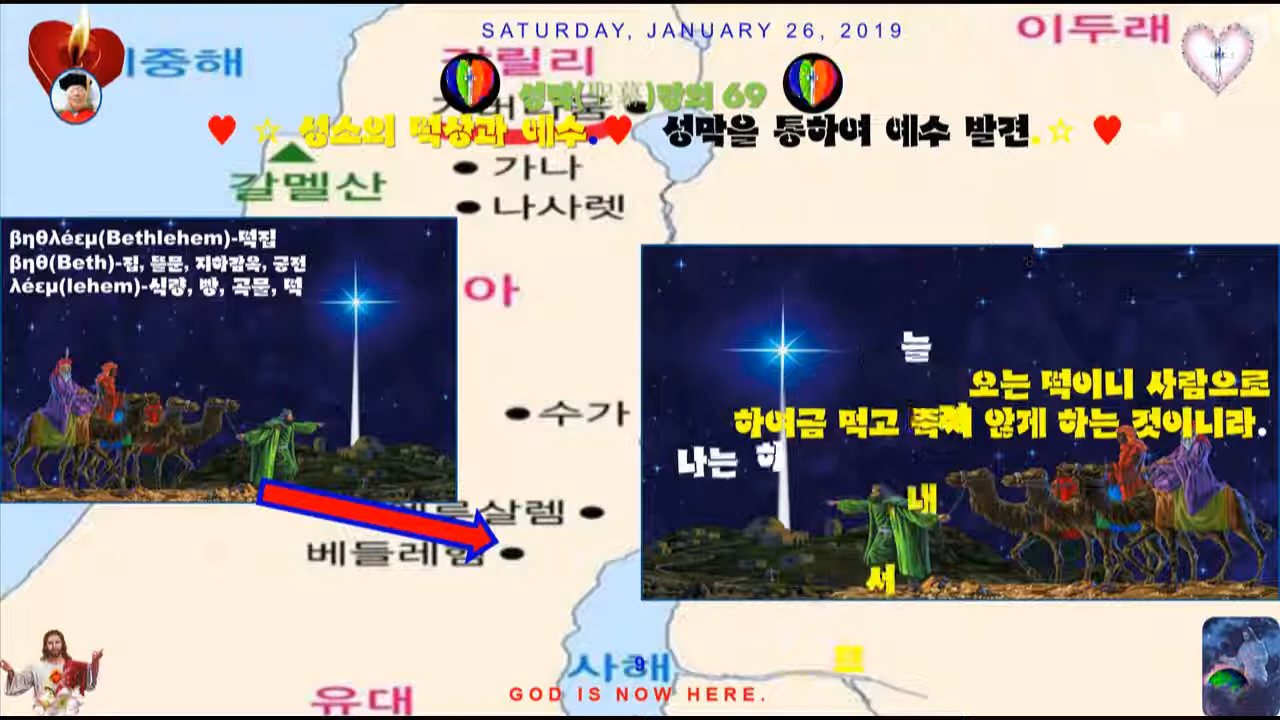 SATURDAY, JANUARY 26, 2019
이두래
지중해
갈릴리
성막(聖幕)강의 69
☆ 성소의 떡상과 예수. 성막을 통하여 예수 발견.☆
가나
갈멜산
나사렛
βηθλέεμ(Bethlehem)-떡집
βηθ(Beth)-집, 뜰문, 지하감옥, 궁전
λέεμ(lehem)-식량, 빵, 곡물, 떡
아
늘
오는 떡이니 사람으로
하여금 먹고 죽지 않게 하는 것이니라.
수가
나는 하
내
서
베들레헴
사해
9
유대
GOD IS NOW HERE.